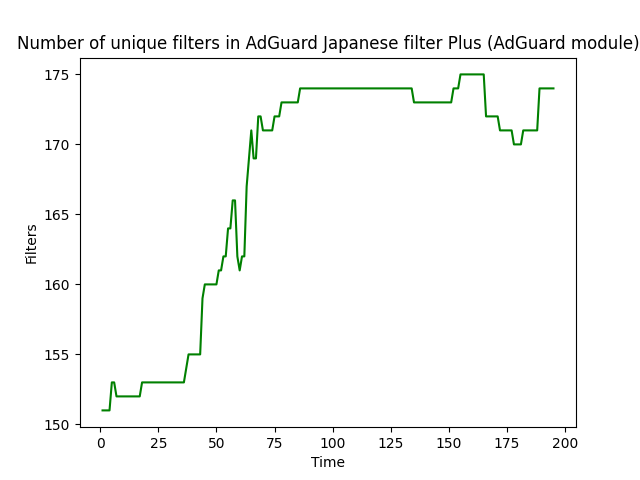 Number of unique filters in AdGuard Japanese filter Plus (AdGuard module)
175
170
165
160
155
150
Filters
0 25 50 75 100 125 150 175 200
Time